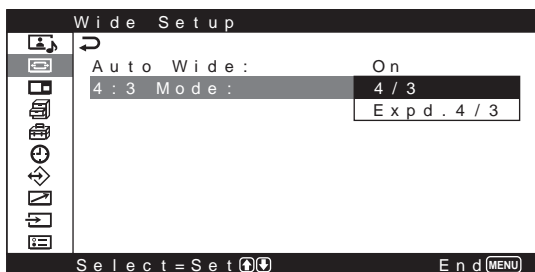 Wide Setup
Auto Wide: On
4:3 Mode: 4/3
Expd.4/3
Select=Set End MENU